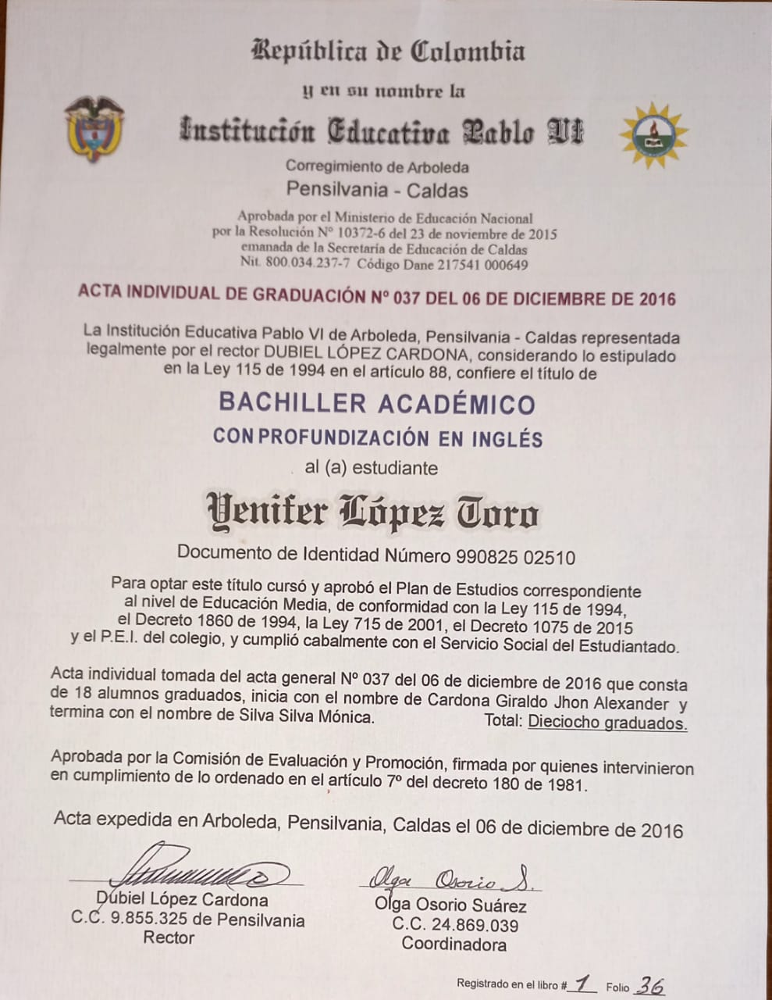 República de Colombia
y en su nombre la
Institución Educativa Pablo VI
Corregimiento de Arboleda
Pensilvania - Caldas
Aprobada por el Ministerio de Educación Nacional
por la Resolución Nº 10372-6 del 23 de noviembre de 2015
emanada de la Secretaría de Educación de Caldas
Nit. 800.034.237-7 Código Dane 217541 000649
ACTA INDIVIDUAL DE GRADUACIÓN Nº 037 DEL 06 DE DICIEMBRE DE 2016
La Institución Educativa Pablo VI de Arboleda, Pensilvania - Caldas representada
legalmente por el rector DUBIEL LÓPEZ CARDONA, considerando lo estipulado
en la Ley 115 de 1994 en el artículo 88, confiere el título de
BACHILLER ACADÉMICO
CON PROFUNDIZACIÓN EN INGLÉS
al (a) estudiante
Yenifer López Toro
Documento de Identidad Número 990825 02510
Para optar este título cursó y aprobó el Plan de Estudios correspondiente
al nivel de Educación Media, de conformidad con la Ley 115 de 1994,
el Decreto 1860 de 1994, la Ley 715 de 2001, el Decreto 1075 de 2015
y el P.E.I. del colegio, y cumplió cabalmente con el Servicio Social del Estudiantado.
Acta individual tomada del acta general Nº 037 del 06 de diciembre de 2016 que consta
de 18 alumnos graduados, inicia con el nombre de Cardona Giraldo Jhon Alexander y
termina con el nombre de Silva Silva Mónica. Total: Dieciocho graduados.
Aprobada por la Comisión de Evaluación y Promoción, firmada por quienes intervinieron
en cumplimiento de lo ordenado en el artículo 7º del decreto 180 de 1981.
Acta expedida en Arboleda, Pensilvania, Caldas el 06 de diciembre de 2016
Olga Osorio S.
Dubiel López Cardona
C.C. 9.855.325 de Pensilvania
Rector
Olga Osorio Suárez
C.C. 24.869.039
Coordinadora
Registrado en el libro # 1 Folio 36